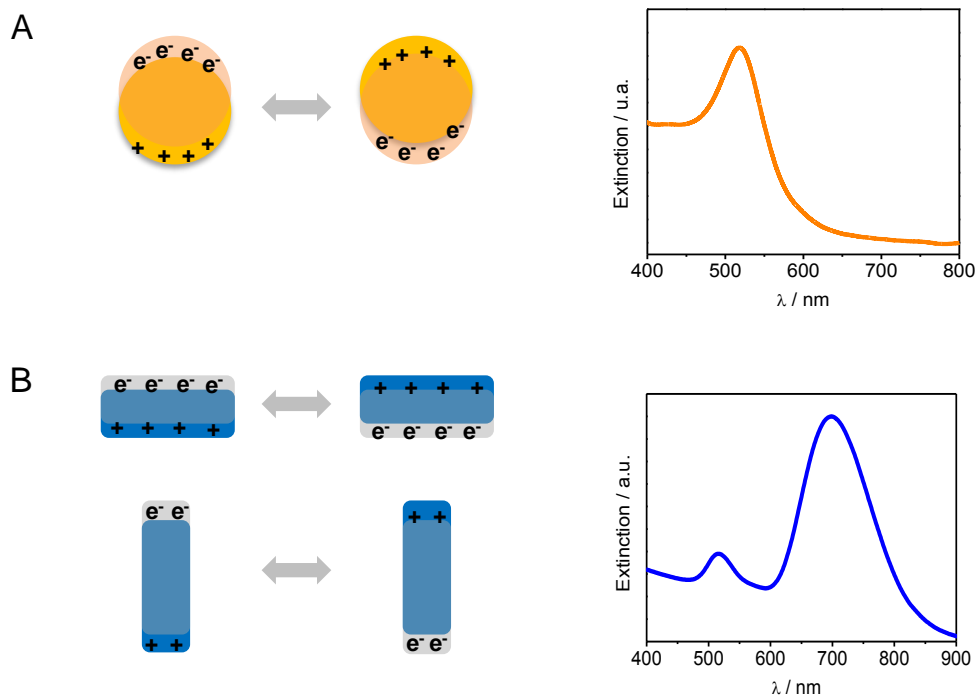 A
e- e- e- e-
+ + + +
+ + + +
e- e- e- e-
Extinction / u.a.
400 500 600 700 800
λ / nm
B
e- e- e- e-
+ + + +
+ + + +
e- e- e- e-
e- e-
+ +
+ +
e- e-
Extinction / a.u.
400 500 600 700 800 900
λ / nm